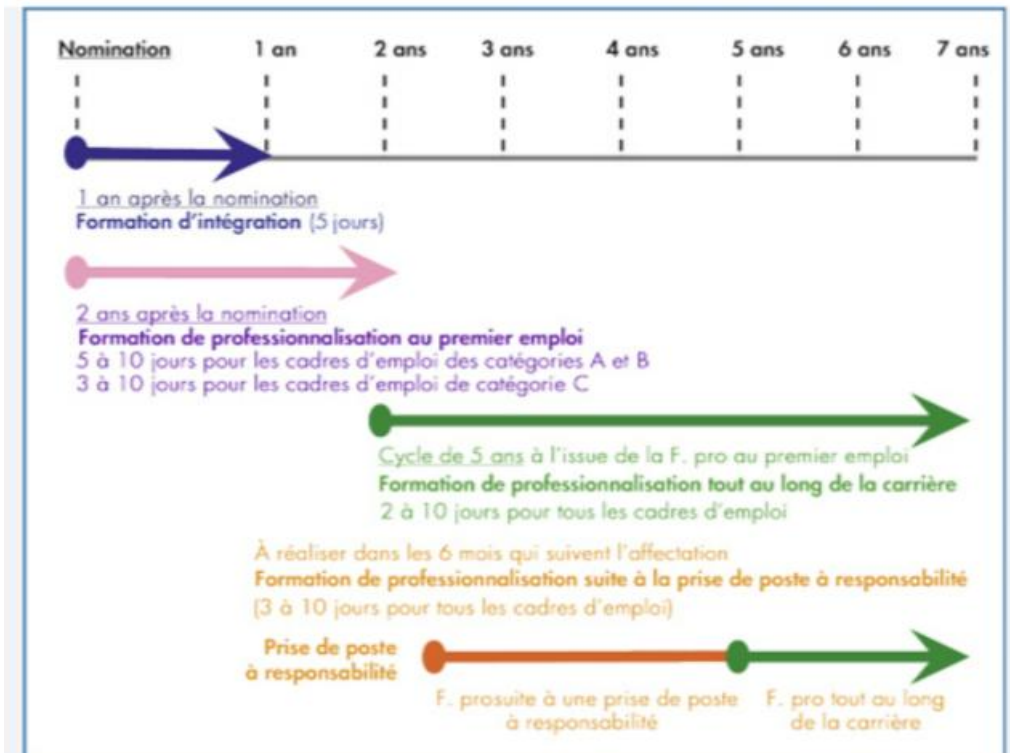 Nomination 1 an 2 ans 3 ans 4 ans 5 ans 6 ans 7 ans
1 an après la nomination
Formation d'intégration (5 jours)
2 ans après la nomination
Formation de professionnalisation au premier emploi
5 à 10 jours pour les cadres d'emploi des catégories A et B
3 à 10 jours pour les cadres d'emploi de catégorie C
Cycle de 5 ans à l'issue de la F. pro au premier emploi
Formation de professionnalisation tout au long de la carrière
2 à 10 jours pour tous les cadres d'emploi
À réaliser dans les 6 mois qui suivent l'affectation
Formation de professionnalisation suite à la prise de poste à responsabilité
(3 à 10 jours pour tous les cadres d'emploi)
Prise de poste
à responsabilité
F. prosuite à une prise de poste
à responsabilité
F. pro tout au long
de la carrière